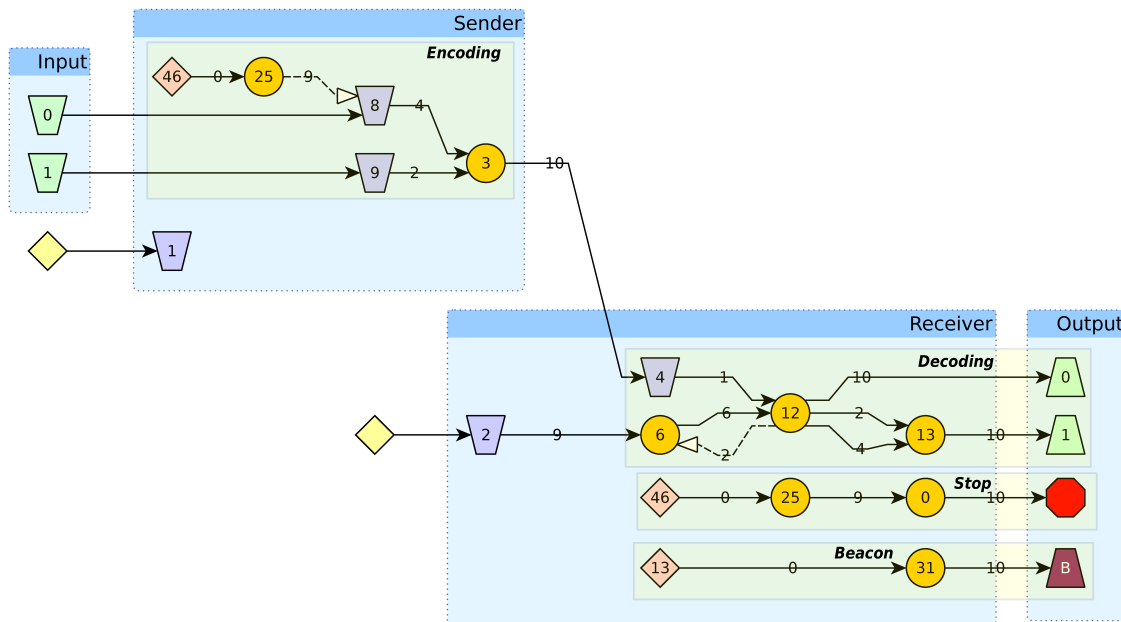 Sender
Input
Encoding
46 0 25 9
8 4
0
3 10
1
9 2
1
Receiver
Output
Decoding
4 1 10 0
6 12 2
2 9 6 13 10 1
2 4
Stop
46 0 25 9 0 10
Beacon
13 0 31 10 B